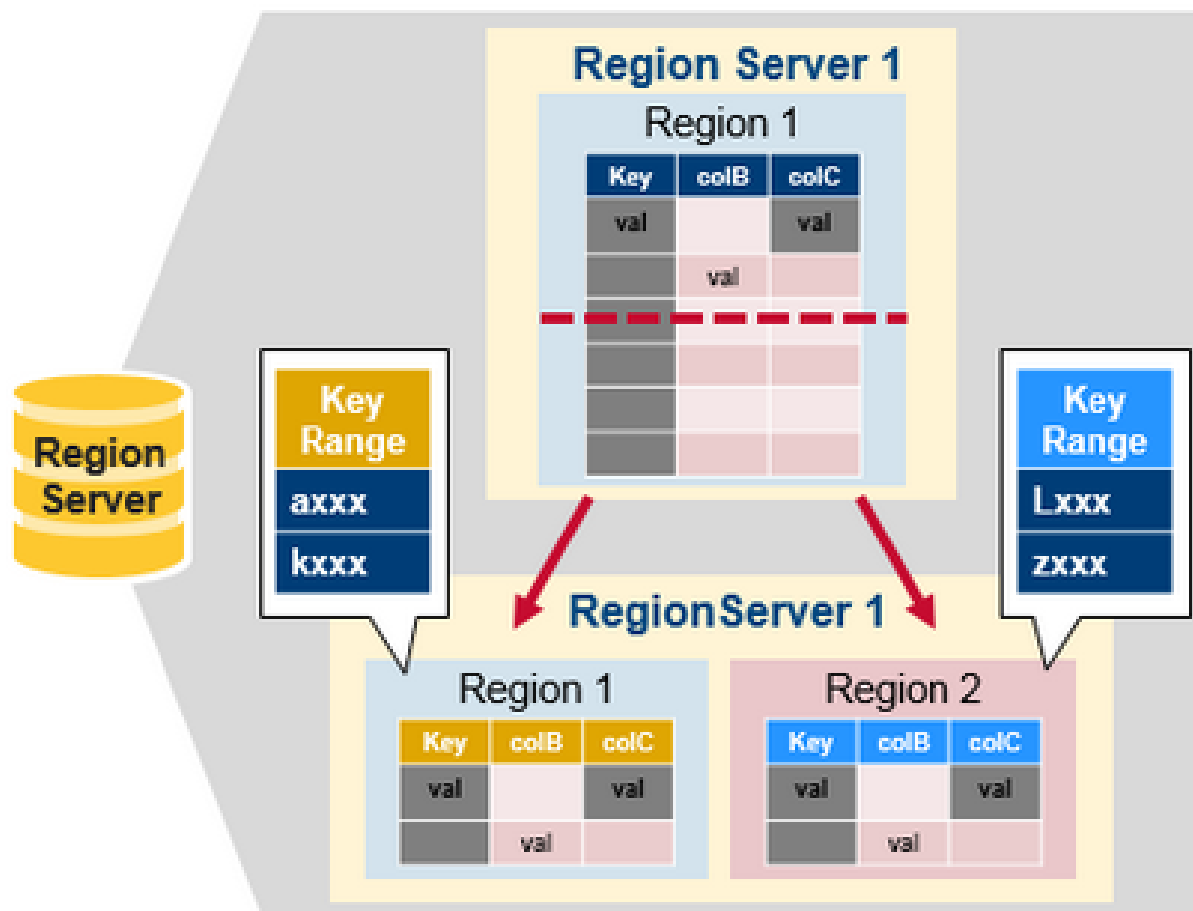 Region Server 1
Region 1
Key colB colC
val val
val
Region
Server
Key
Range
axxx
kxxx
Key
Range
Lxxx
zxxx
RegionServer 1
Region 1
Key colB colC
val val
val
Region 2
Key colB colC
val val
val